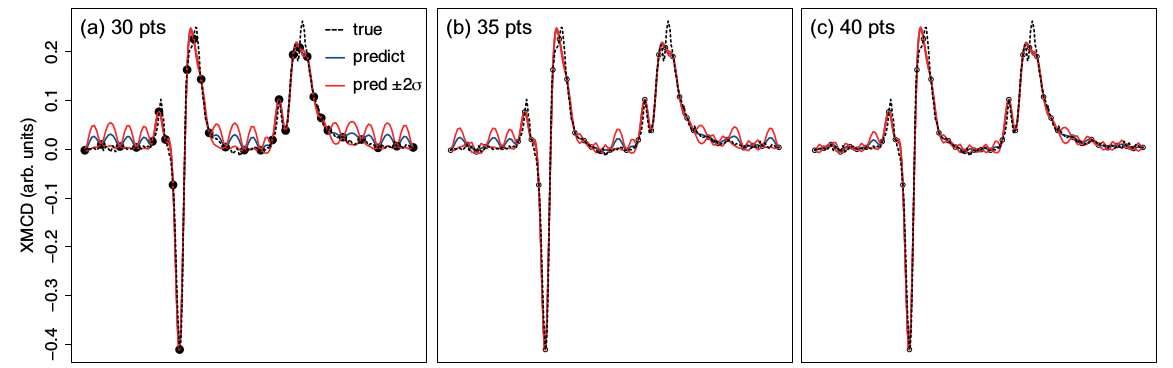 (a) 30 pts
true
predict
pred ±2σ
(b) 35 pts
(c) 40 pts
XMCD (arb. units)
0.2
0.1
0.0
−0.1
−0.2
−0.3
−0.4